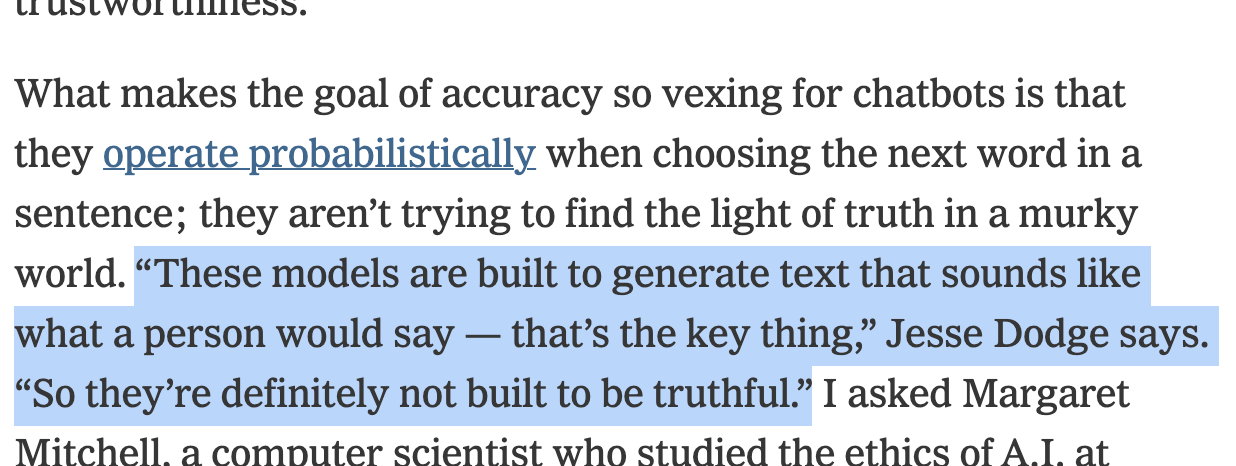 trustworthiness.
What makes the goal of accuracy so vexing for chatbots is that
they operate probabilistically when choosing the next word in a
sentence; they aren’t trying to find the light of truth in a murky
world. “These models are built to generate text that sounds like
what a person would say — that’s the key thing,” Jesse Dodge says.
“So they’re definitely not built to be truthful.” I asked Margaret
Mitchell, a computer scientist who studied the ethics of A.I. at